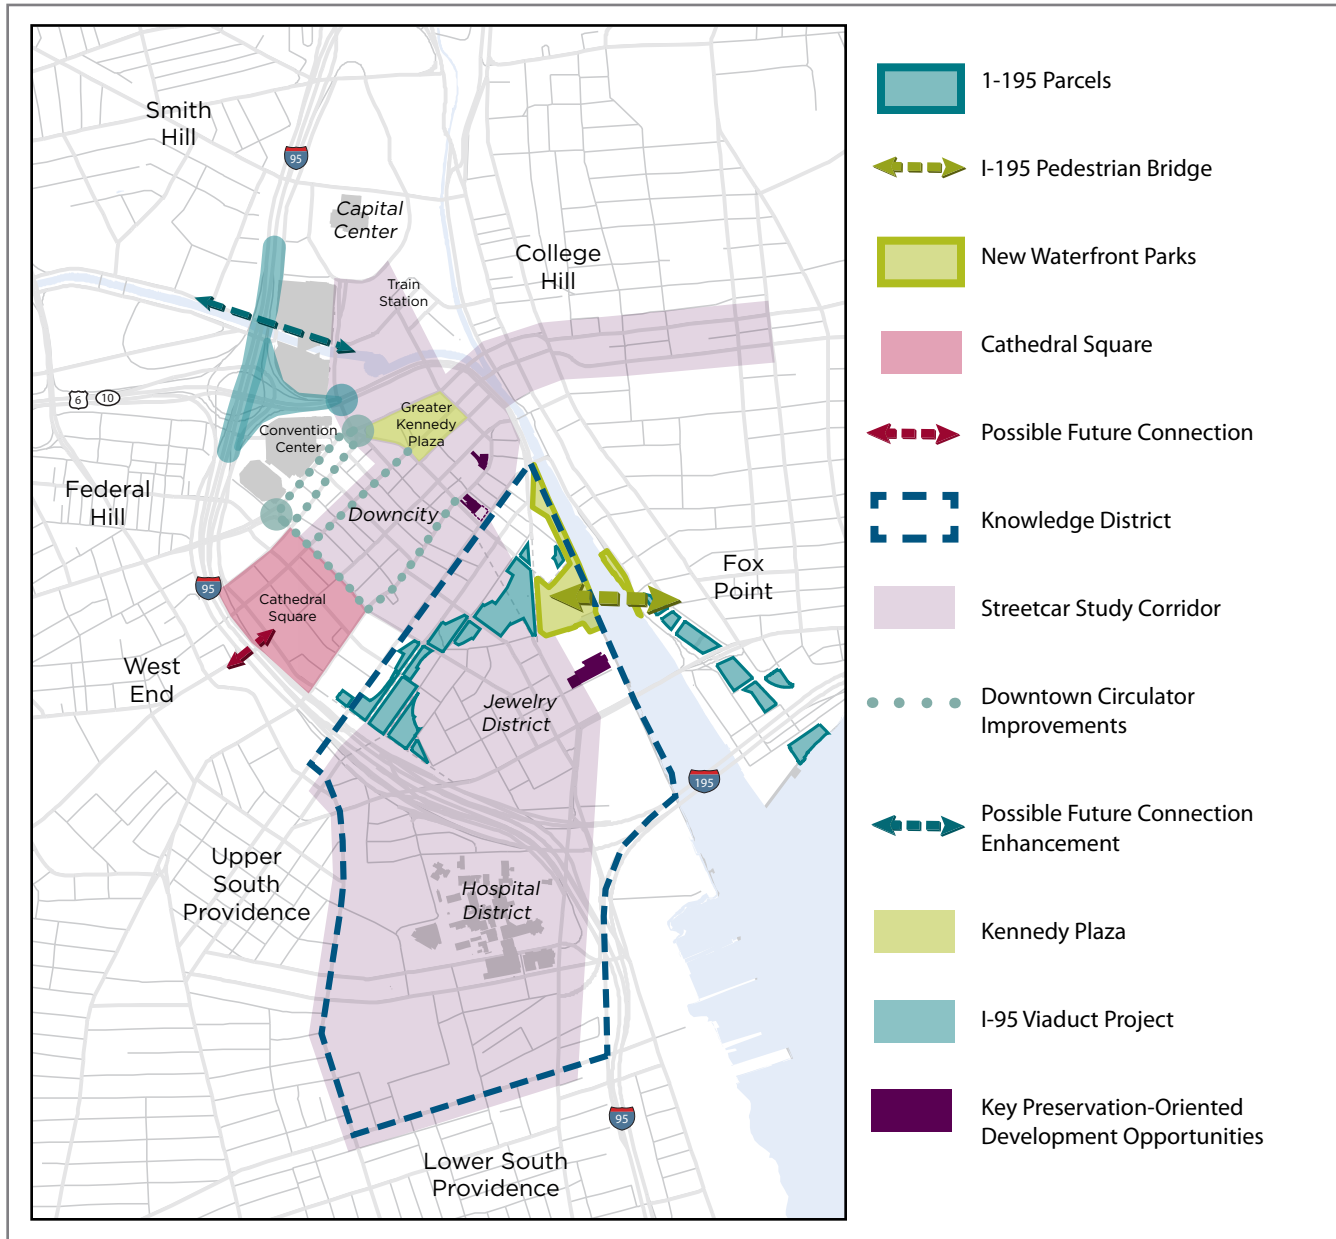 Smith
Hill
95
Capital
Center
College
Hill
Train
Station
6
10
Greater
Kennedy
Plaza
Convention
Center
Federal
Hill
Downcity
95
Cathedral
Square
Fox
Point
West
End
Jewelry
District
195
Upper
South
Providence
Hospital
District
95
Lower South
Providence
1-195 Parcels
I-195 Pedestrian Bridge
New Waterfront Parks
Cathedral Square
Possible Future Connection
Knowledge District
Streetcar Study Corridor
Downtown Circulator
Improvements
Possible Future Connection
Enhancement
Kennedy Plaza
I-95 Viaduct Project
Key Preservation-Oriented
Development Opportunities